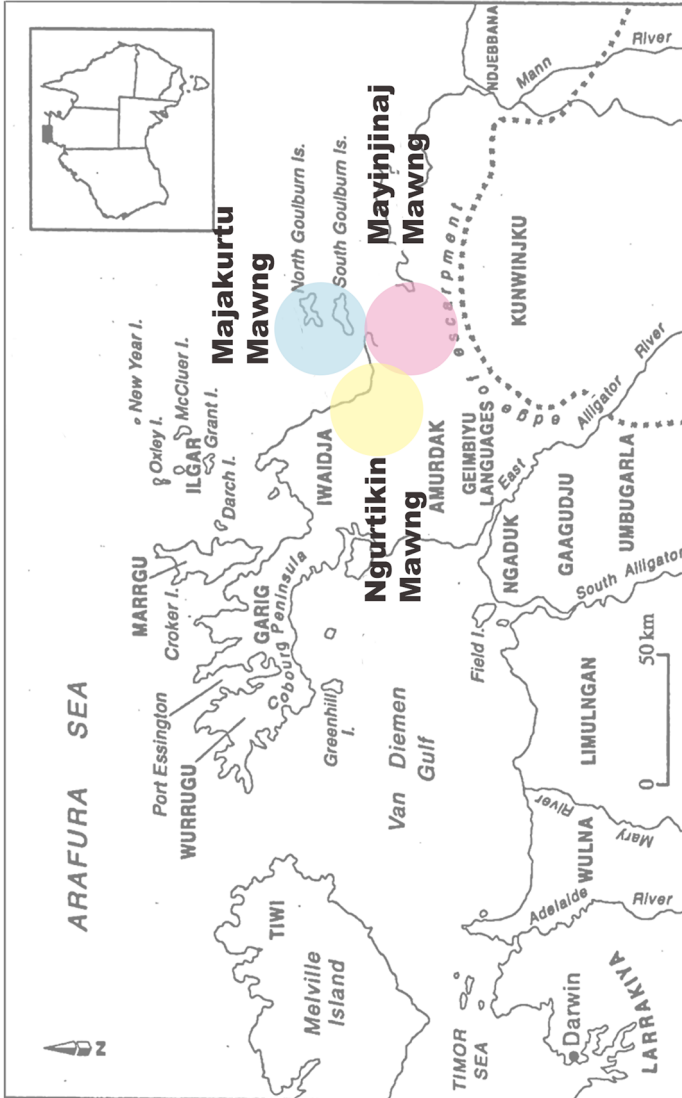 ARAFURA SEA
N
Port Essington
WURRUGU
MARRGU
Croker I.
GARIG
Cobourg Peninsula
New Year I.
Oxley I.
McCluer I.
ILGAR
Grant I.
Darch I.
Majakurtu
Mawng
North Goulburn Is.
South Goulburn Is.
Mayinjinaj
Mawng
TIWI
Melville
Island
Greenhill
I.
Van Diemen
Gulf
IWAIDJA
Ngurtikin
Mawng
AMURDAK
GEIMBIYU
LANGUAGES
edge of escarpment
NDJEBBANA
Mann
River
KUNWINJKU
East Alligator River
TIMOR
SEA
Darwin
LARRAKIYA
Adelaide
River
WULNA
Mary
River
LIMULNGAN
Field I.
South Alligator
NGADUK
GAAGUDJU
UMBUGARLA
0 50 km